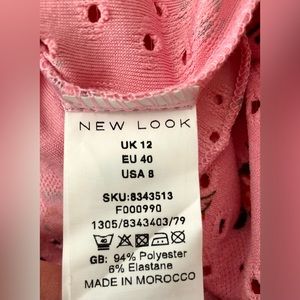 NEW LOOK
UK 12
EU 40
USA 8
SKU:8343513
F000990
1305/8343403/79
GB: 94% Polyester
6% Elastane
MADE IN MOROCCO